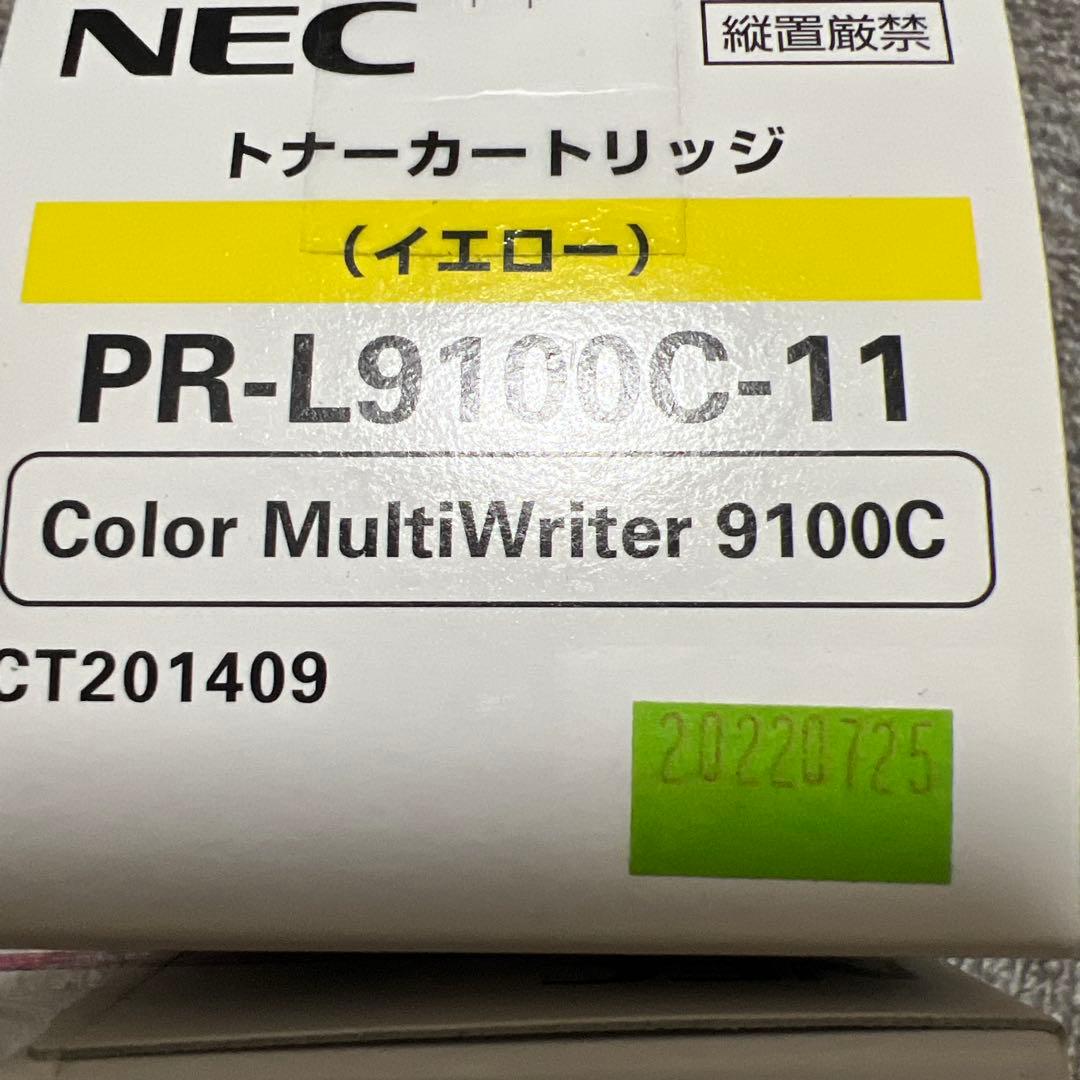 NEC
縦置厳禁
トナーカートリッジ
(イエロー)
PR-L9100C-11
Color MultiWriter 9100C
CT201409
20220725